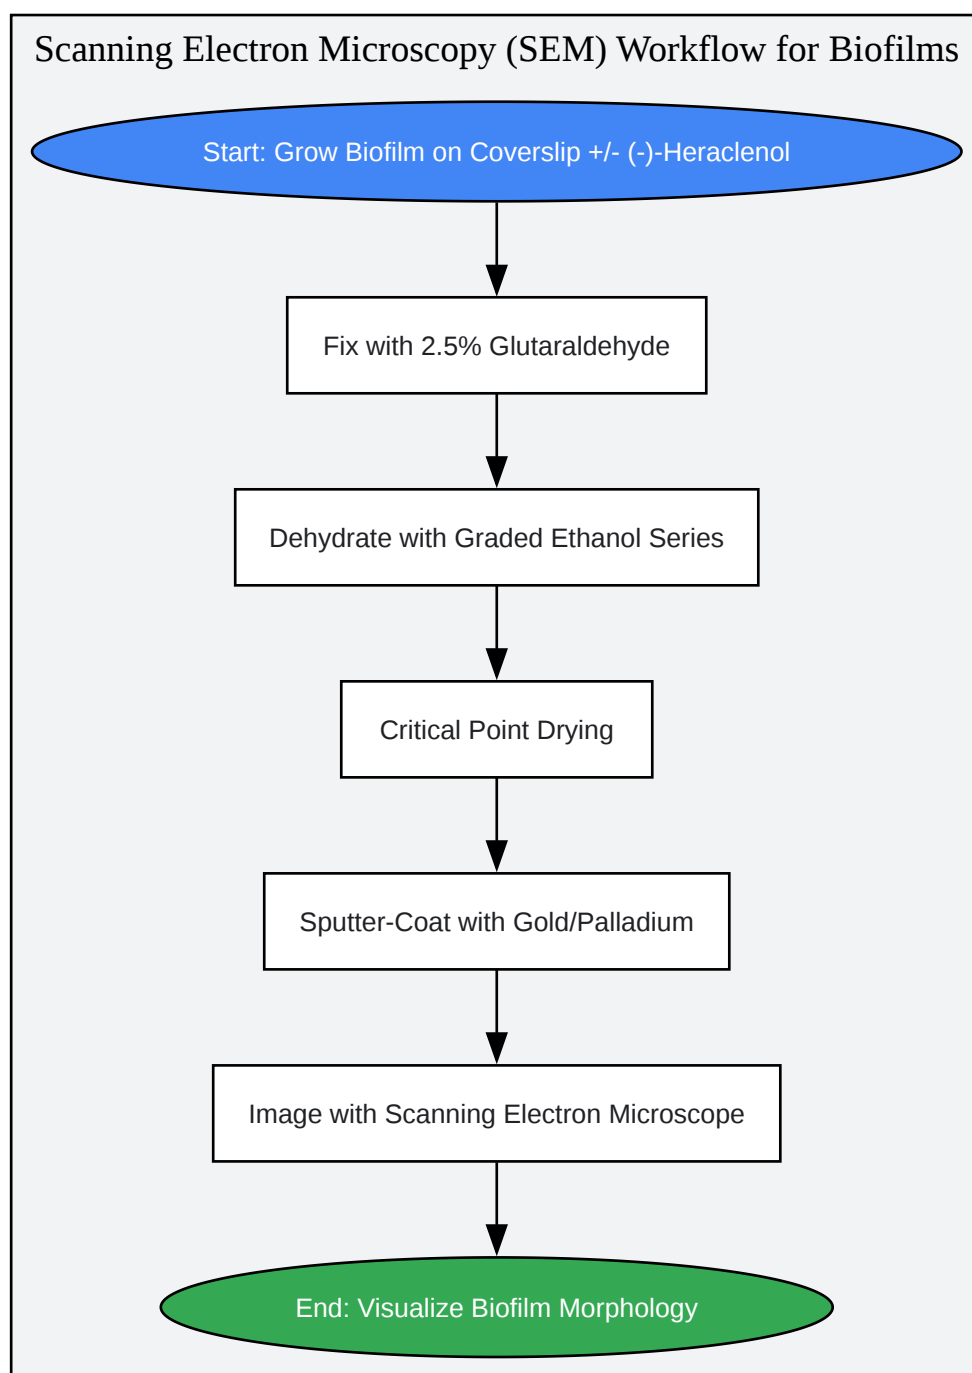 Scanning Electron Microscopy (SEM) Workflow for Biofilms
Start: Grow Biofilm on Coverslip +/- (-)-Heraclenol
Fix with 2.5% Glutaraldehyde
Dehydrate with Graded Ethanol Series
Critical Point Drying
Sputter-Coat with Gold/Palladium
Image with Scanning Electron Microscope
End: Visualize Biofilm Morphology